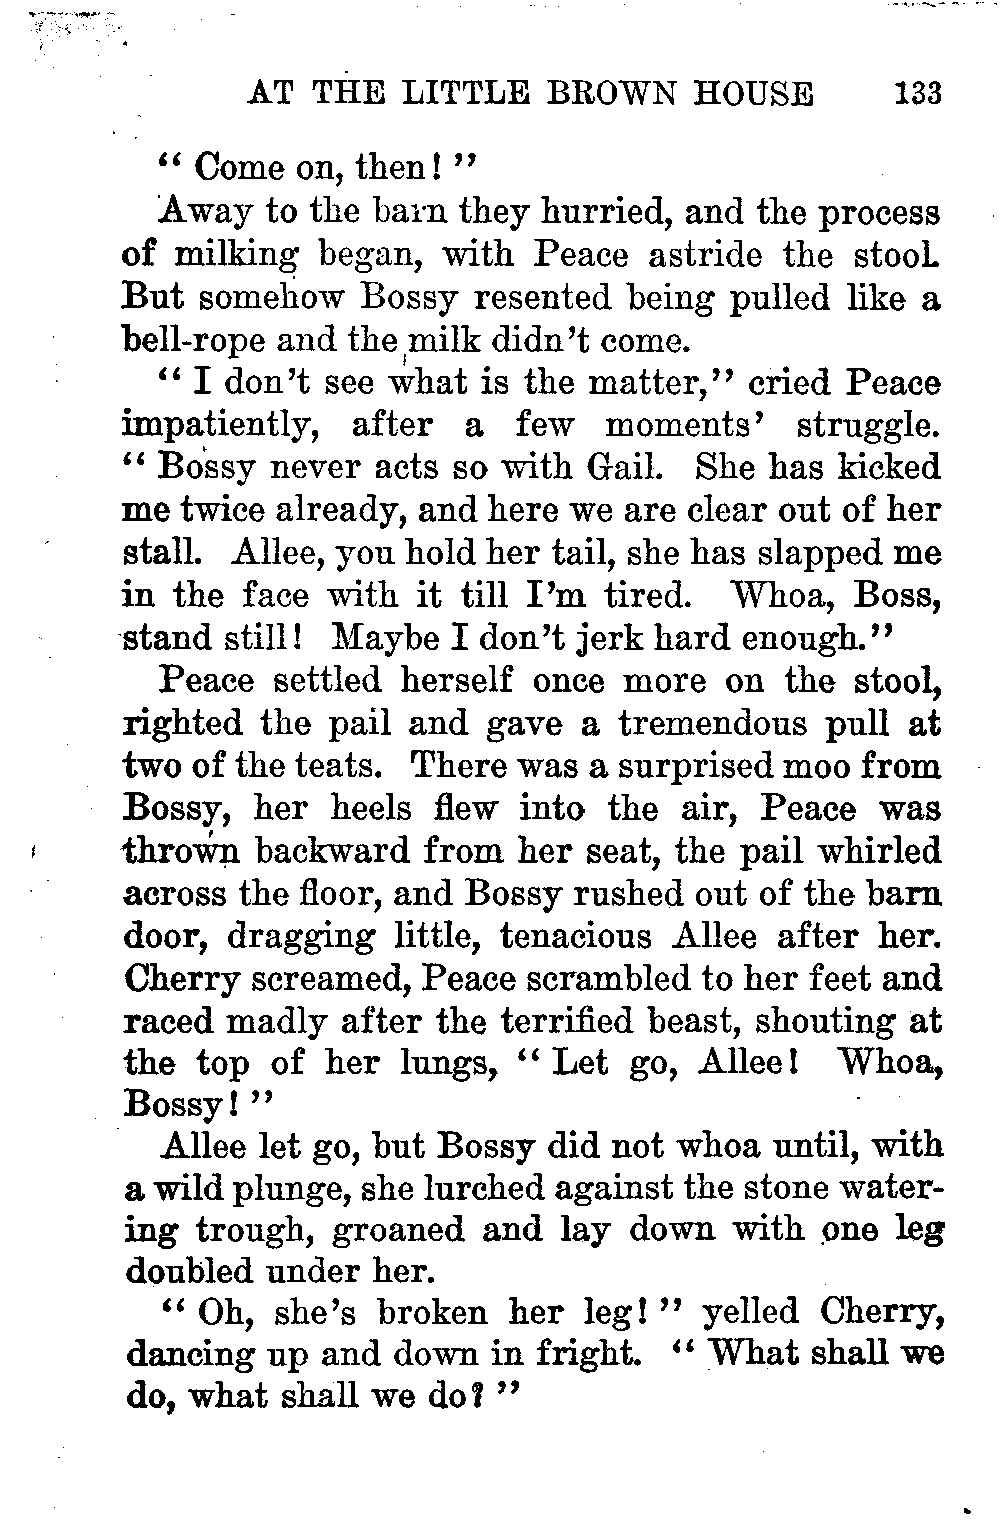 AT THE LITTLE BROWN HOUSE 133
“ Come on, then! ”
Away to the barn they hurried, and the process
of milking began, with Peace astride the stool.
But somehow Bossy resented being pulled like a
bell-rope and the milk didn’t come.
“ I don’t see what is the matter,” cried Peace
impatiently, after a few moments’ struggle.
“ Bossy never acts so with Gail. She has kicked
me twice already, and here we are clear out of her
stall. Allee, you hold her tail, she has slapped me
in the face with it till I’m tired. Whoa, Boss,
stand still! Maybe I don’t jerk hard enough.”
Peace settled herself once more on the stool,
righted the pail and gave a tremendous pull at
two of the teats. There was a surprised moo from
Bossy, her heels flew into the air, Peace was
thrown backward from her seat, the pail whirled
across the floor, and Bossy rushed out of the barn
door, dragging little, tenacious Allee after her.
Cherry screamed, Peace scrambled to her feet and
raced madly after the terrified beast, shouting at
the top of her lungs, “ Let go, Allee! Whoa,
Bossy! ”
Allee let go, but Bossy did not whoa until, with
a wild plunge, she lurched against the stone water-
ing trough, groaned and lay down with one leg
doubled under her.
“ Oh, she’s broken her leg! ” yelled Cherry,
dancing up and down in fright. “ What shall we
do, what shall we do? ”